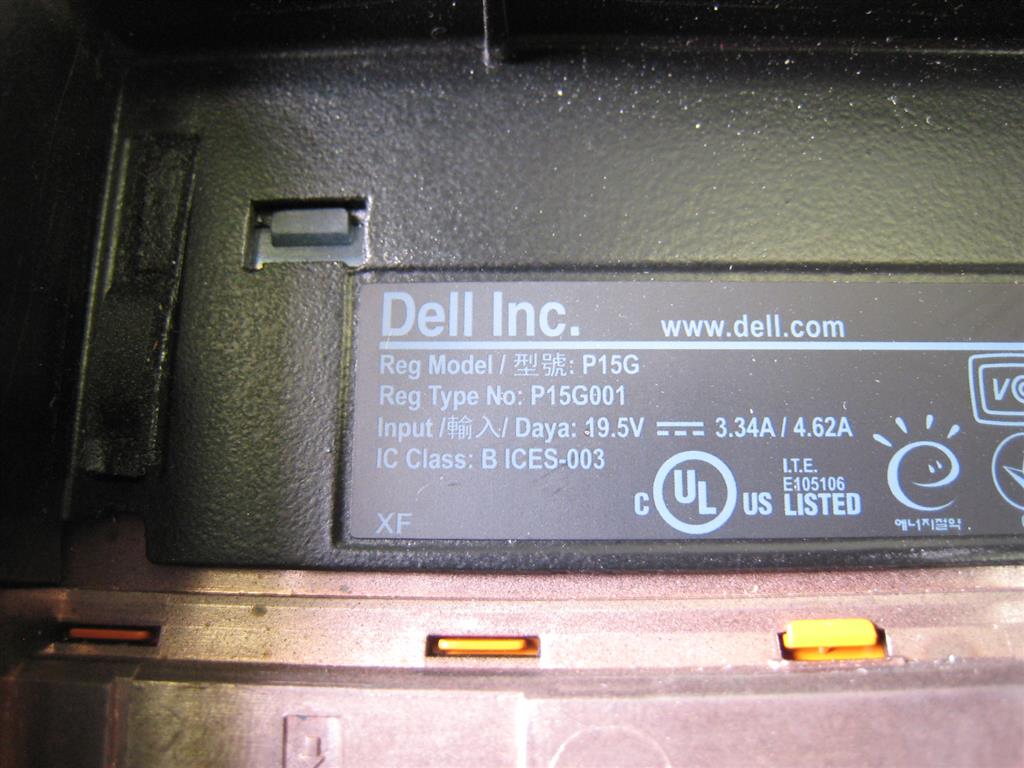 Dell Inc. www.dell.com
Reg Model / 型號: P15G
Reg Type No: P15G001
Input /輸入/ Daya: 19.5V ⎓ 3.34A / 4.62A
IC Class: B ICES-003
C UL US
I.T.E.
E105106
LISTED
에너지절약
XF